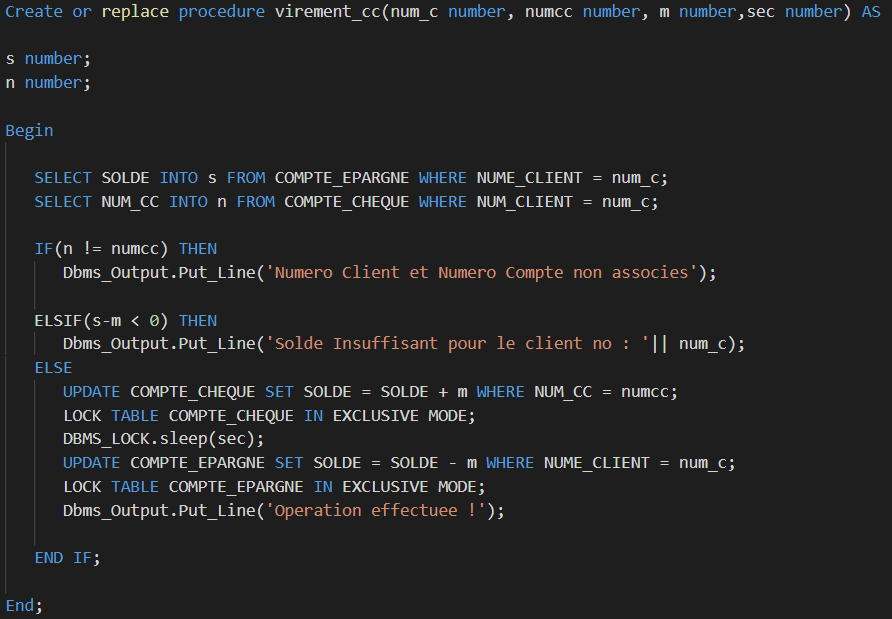 Create or replace procedure virement_cc(num_c number, numcc number, m number,sec number) AS
s number;
n number;
Begin
SELECT SOLDE INTO s FROM COMPTE_EPARGNE WHERE NUME_CLIENT = num_c;
SELECT NUM_CC INTO n FROM COMPTE_CHEQUE WHERE NUM_CLIENT = num_c;
IF(n != numcc) THEN
Dbms_Output.Put_Line('Numero Client et Numero Compte non associes');
ELSIF(s-m < 0) THEN
Dbms_Output.Put_Line('Solde Insuffisant pour le client no : '|| num_c);
ELSE
UPDATE COMPTE_CHEQUE SET SOLDE = SOLDE + m WHERE NUM_CC = numcc;
LOCK TABLE COMPTE_CHEQUE IN EXCLUSIVE MODE;
DBMS_LOCK.sleep(sec);
UPDATE COMPTE_EPARGNE SET SOLDE = SOLDE - m WHERE NUME_CLIENT = num_c;
LOCK TABLE COMPTE_EPARGNE IN EXCLUSIVE MODE;
Dbms_Output.Put_Line('Operation effectuee !');
END IF;
End;